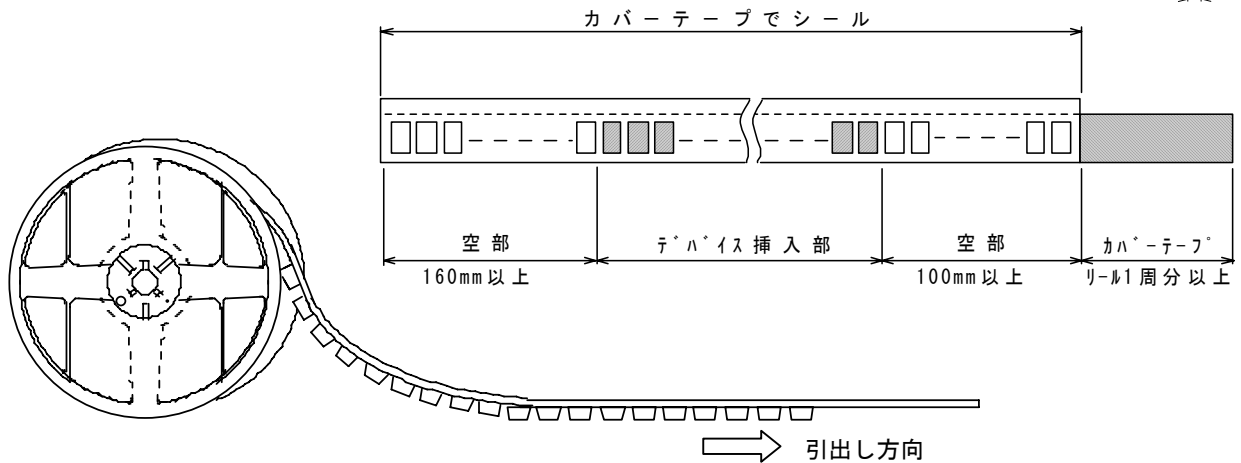 カバーテープでシール
空部
160mm以上
デバイス挿入部
空部
100mm以上
カバーテープ
リール1周分以上
引出し方向